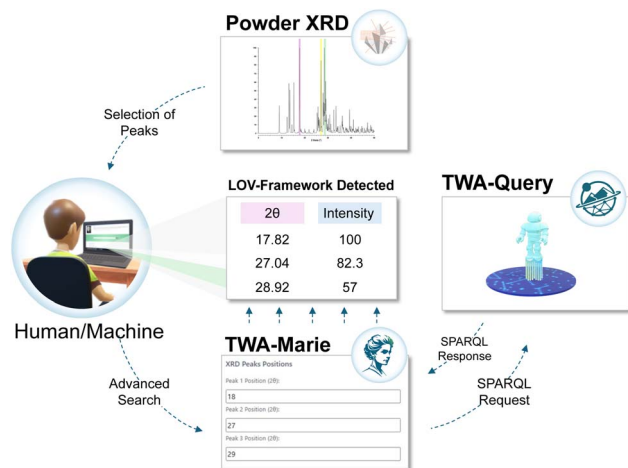 Powder XRD
Selection of
Peaks
LOV-Framework Detected
2θ Intensity
17.82 100
27.04 82.3
28.92 57
TWA-Query
Human/Machine
TWA-Marie
SPARQL
Response
Advanced
Search
SPARQL
Request
XRD Peaks Positions
Peak 1 Position (2θ):
18
Peak 2 Position (2θ):
27
Peak 3 Position (2θ):
29